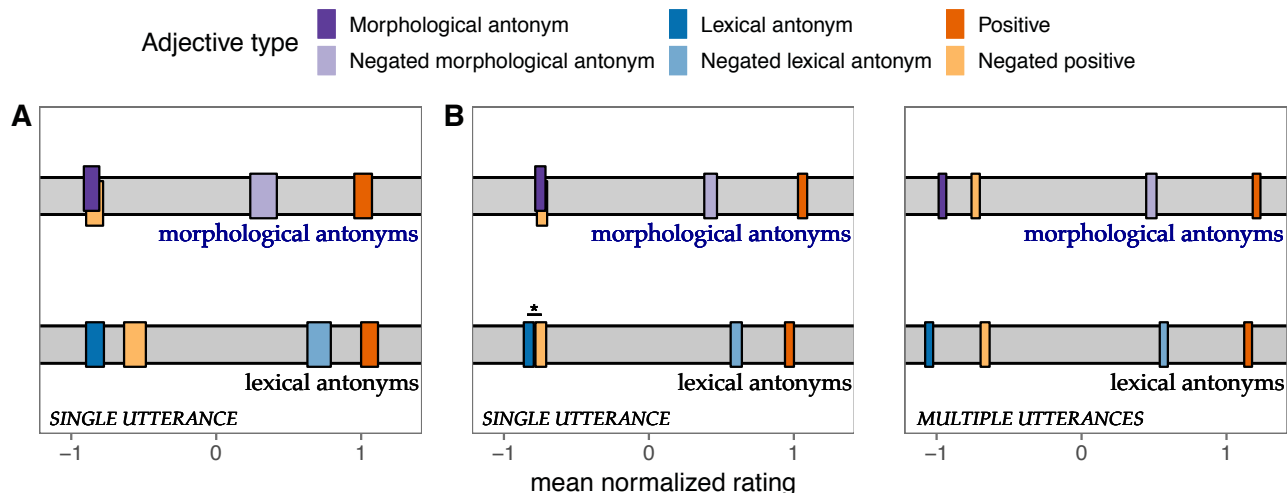 Adjective type
Morphological antonym
Lexical antonym
Positive
Negated morphological antonym
Negated lexical antonym
Negated positive
A
morphological antonyms
lexical antonyms
SINGLE UTTERANCE
−1
0
1
B
morphological antonyms
*
lexical antonyms
SINGLE UTTERANCE
−1
0
1
morphological antonyms
lexical antonyms
MULTIPLE UTTERANCES
−1
0
1
mean normalized rating